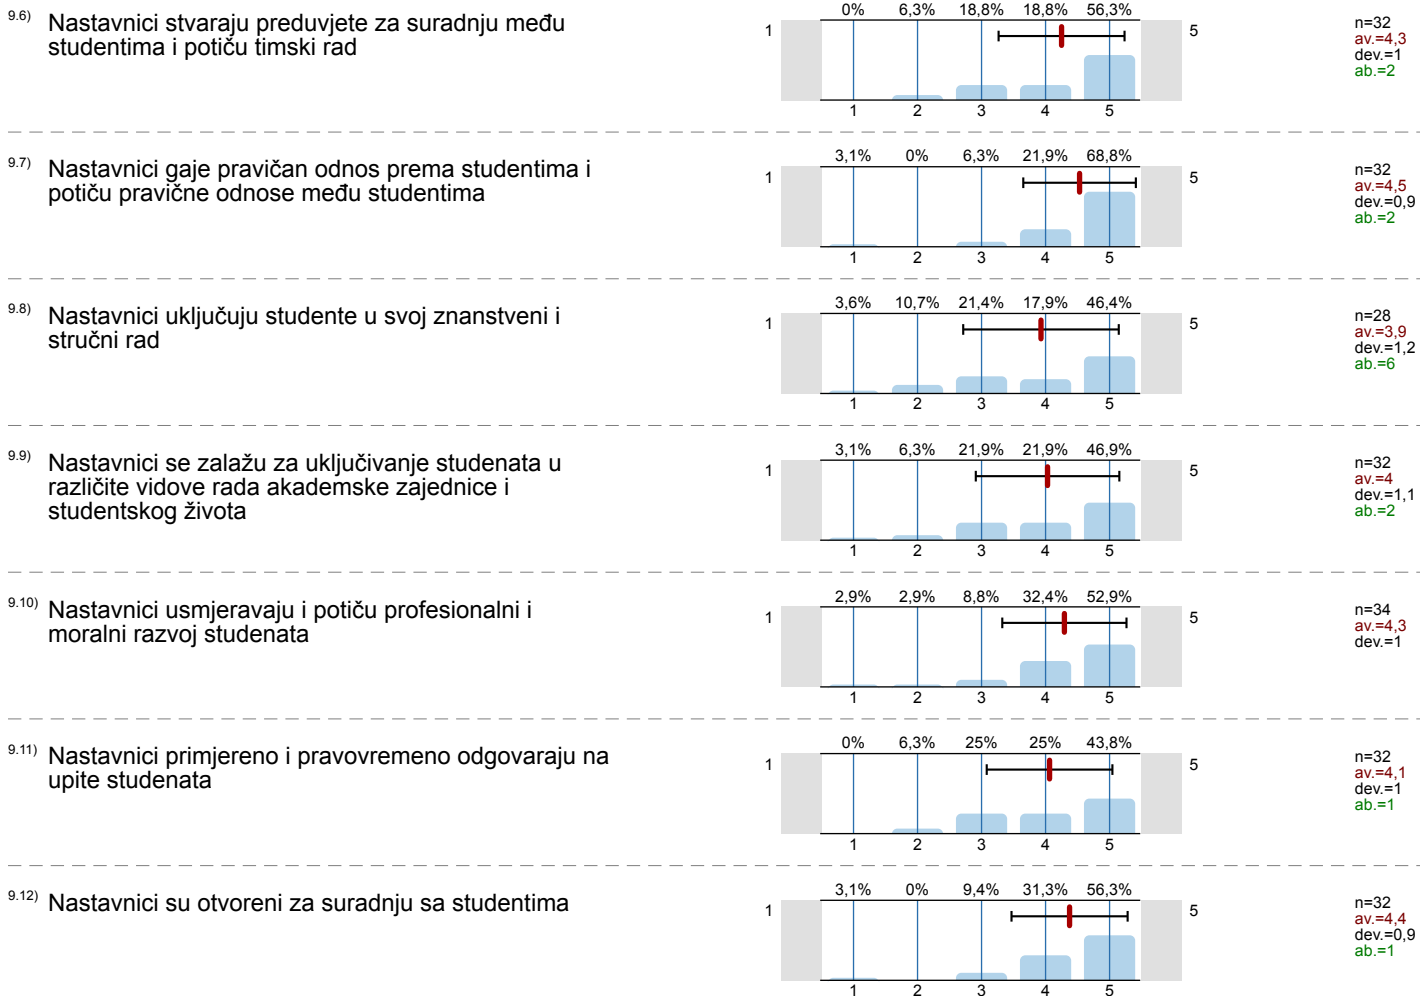 9.6) Nastavnici stvaraju preduvjete za suradnju među
studentima i potiču timski rad
0% 6,3% 18,8% 18,8% 56,3%
1 5
1 2 3 4 5
n=32
av.=4,3
dev.=1
ab.=2
9.7) Nastavnici gaje pravičan odnos prema studentima i
potiču pravične odnose među studentima
3,1% 0% 6,3% 21,9% 68,8%
1 5
1 2 3 4 5
n=32
av.=4,5
dev.=0,9
ab.=2
9.8) Nastavnici uključuju studente u svoj znanstveni i
stručni rad
3,6% 10,7% 21,4% 17,9% 46,4%
1 5
1 2 3 4 5
n=28
av.=3,9
dev.=1,2
ab.=6
9.9) Nastavnici se zalažu za uključivanje studenata u
različite vidove rada akademske zajednice i
studentskog života
3,1% 6,3% 21,9% 21,9% 46,9%
1 5
1 2 3 4 5
n=32
av.=4
dev.=1,1
ab.=2
9.10) Nastavnici usmjeravaju i potiču profesionalni i
moralni razvoj studenata
2,9% 2,9% 8,8% 32,4% 52,9%
1 5
1 2 3 4 5
n=34
av.=4,3
dev.=1
9.11) Nastavnici primjereno i pravovremeno odgovaraju na
upite studenata
0% 6,3% 25% 25% 43,8%
1 5
1 2 3 4 5
n=32
av.=4,1
dev.=1
ab.=1
9.12) Nastavnici su otvoreni za suradnju sa studentima
3,1% 0% 9,4% 31,3% 56,3%
1 5
1 2 3 4 5
n=32
av.=4,4
dev.=0,9
ab.=1